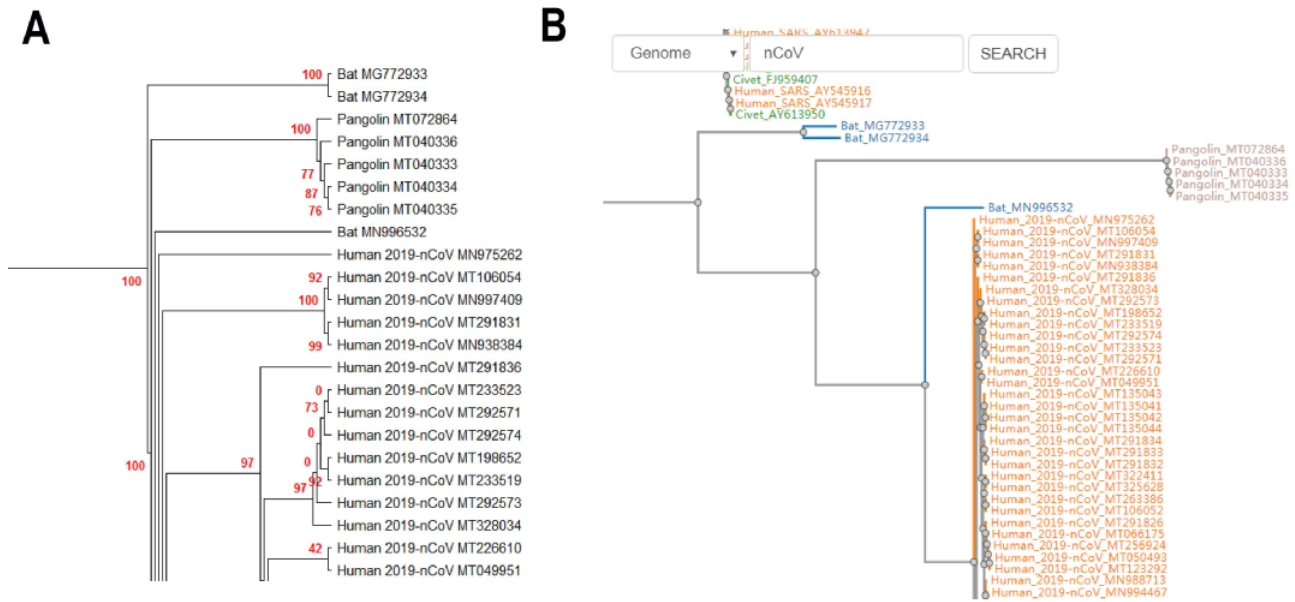 A
100
Bat MG772933
Bat MG772934
Pangolin MT072864
100
Pangolin MT040336
Pangolin MT040333
77
Pangolin MT040334
87
Pangolin MT040335
76
Bat MN996532
Human 2019-nCoV MN975262
100
92
Human 2019-nCoV MT106054
100
Human 2019-nCoV MN997409
Human 2019-nCoV MT291831
99
Human 2019-nCoV MN938384
Human 2019-nCoV MT291836
0
Human 2019-nCoV MT233523
73
Human 2019-nCoV MT292571
0
Human 2019-nCoV MT292574
100
97
0
Human 2019-nCoV MT198652
92
Human 2019-nCoV MT233519
97
Human 2019-nCoV MT292573
Human 2019-nCoV MT328034
42
Human 2019-nCoV MT226610
Human 2019-nCoV MT049951
B
Human_SARS_AY613947
Genome
nCoV
SEARCH
Civet_FJ959407
Human_SARS_AY545916
Human_SARS_AY545917
Civet_AY613950
Bat_MG772933
Bat_MG772934
Pangolin_MT072864
Pangolin_MT040336
Pangolin_MT040333
Pangolin_MT040334
Pangolin_MT040335
Bat_MN996532
Human_2019-nCoV_MN975262
Human_2019-nCoV_MT106054
Human_2019-nCoV_MN997409
Human_2019-nCoV_MT291831
Human_2019-nCoV_MN938384
Human_2019-nCoV_MT291836
Human_2019-nCoV_MT328034
Human_2019-nCoV_MT292573
Human_2019-nCoV_MT198652
Human_2019-nCoV_MT233519
Human_2019-nCoV_MT292574
Human_2019-nCoV_MT233523
Human_2019-nCoV_MT292571
Human_2019-nCoV_MT226610
Human_2019-nCoV_MT049951
Human_2019-nCoV_MT135043
Human_2019-nCoV_MT135041
Human_2019-nCoV_MT135042
Human_2019-nCoV_MT135044
Human_2019-nCoV_MT291834
Human_2019-nCoV_MT291833
Human_2019-nCoV_MT291832
Human_2019-nCoV_MT322411
Human_2019-nCoV_MT325628
Human_2019-nCoV_MT263386
Human_2019-nCoV_MT106052
Human_2019-nCoV_MT291826
Human_2019-nCoV_MT066175
Human_2019-nCoV_MT256924
Human_2019-nCoV_MT050493
Human_2019-nCoV_MT123292
Human_2019-nCoV_MN988713
Human_2019-nCoV_MN994467